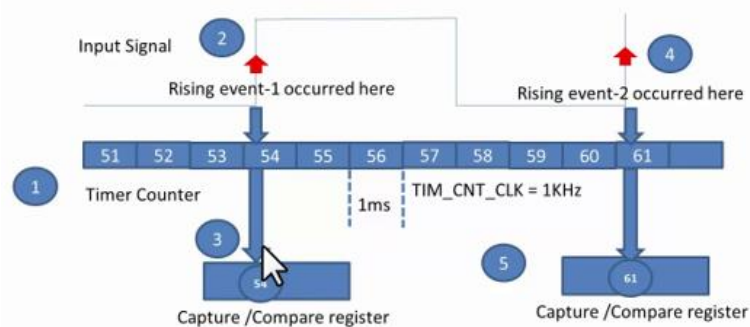 Input Signal
2
4
Rising event-1 occurred here
Rising event-2 occurred here
51 52 53 54 55 56 57 58 59 60 61
1
Timer Counter
1ms
TIM_CNT_CLK = 1KHz
3
5
54
61
Capture /Compare register
Capture /Compare register